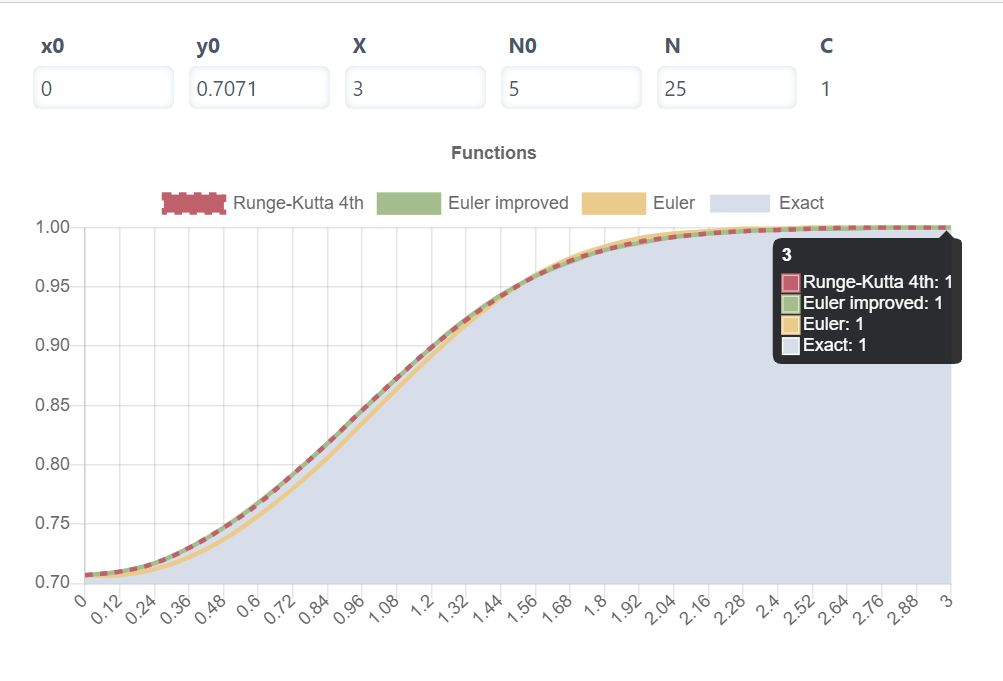 x0 y0 X N0 N C
0 0.7071 3 5 25 1
Functions
Runge-Kutta 4th Euler improved Euler Exact
1.00
0.95
0.90
0.85
0.80
0.75
0.70
3
Runge-Kutta 4th: 1
Euler improved: 1
Euler: 1
Exact: 1
0 0.12 0.24 0.36 0.48 0.6 0.72 0.84 0.96 1.08 1.2 1.32 1.44 1.56 1.68 1.8 1.92 2.04 2.16 2.28 2.4 2.52 2.64 2.76 2.88 3